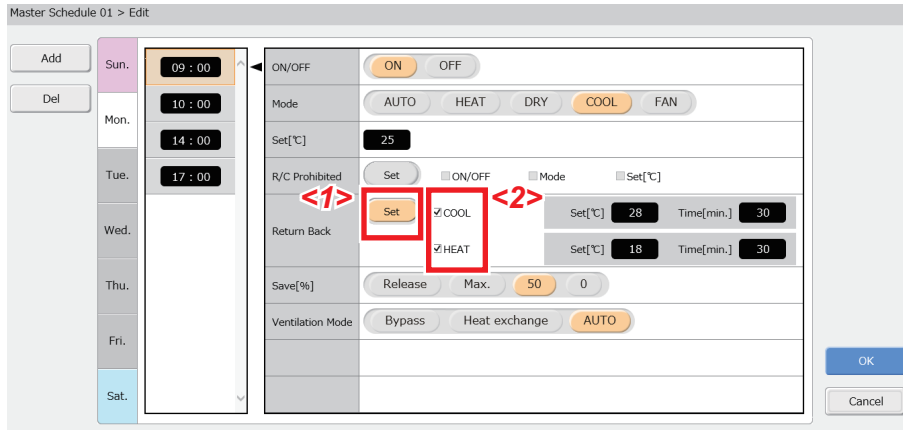 Master Schedule 01 > Edit
Add
Del
Sun.
Mon.
Tue.
Wed.
Thu.
Fri.
Sat.
09 : 00
10 : 00
14 : 00
17 : 00
ON/OFF ON OFF
Mode AUTO HEAT DRY COOL FAN
Set[℃] 25
R/C Prohibited Set ON/OFF Mode Set[℃]
<1> <2>
Return Back Set COOL Set[℃] 28 Time[min.] 30
HEAT Set[℃] 18 Time[min.] 30
Save[%] Release Max. 50 0
Ventilation Mode Bypass Heat exchange AUTO
OK
Cancel